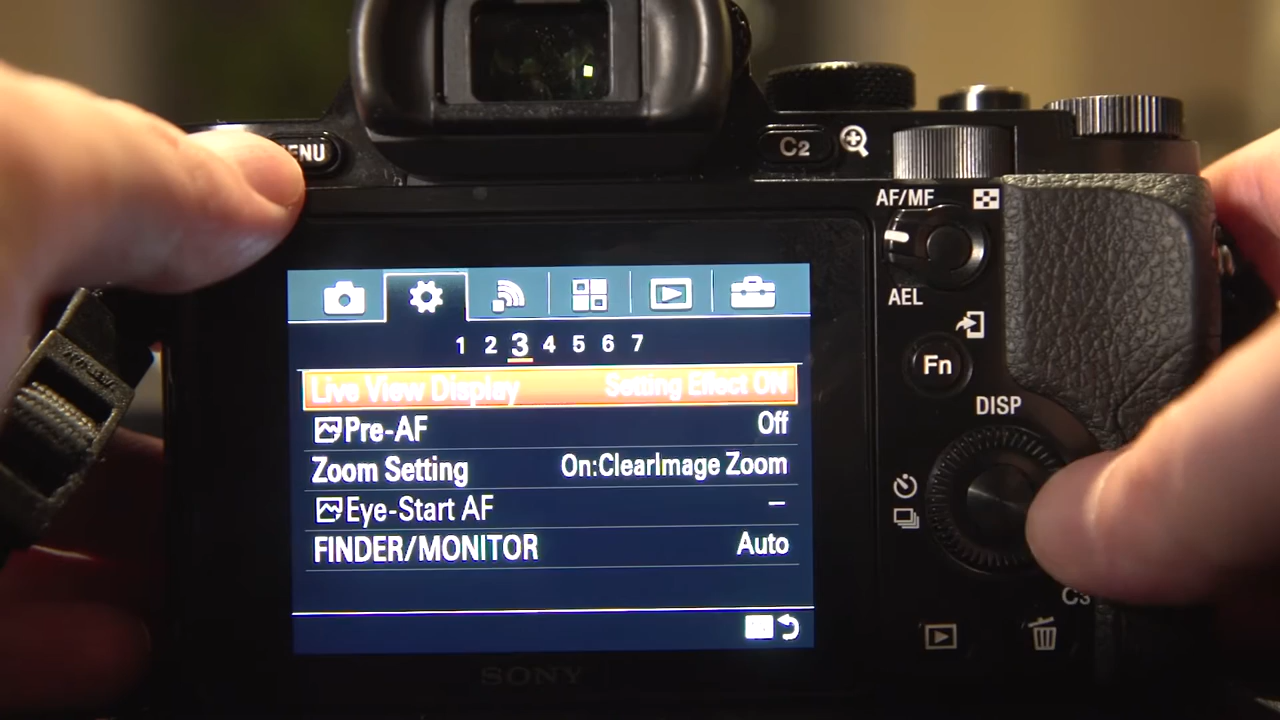 ENU
C2
AF/MF
AEL
1 2 3 4 5 6 7
Live View Display Setting Effect ON
Pre-AF Off
Zoom Setting On:ClearImage Zoom
Eye-Start AF –
FINDER/MONITOR Auto
Fn
DISP
C3
SONY